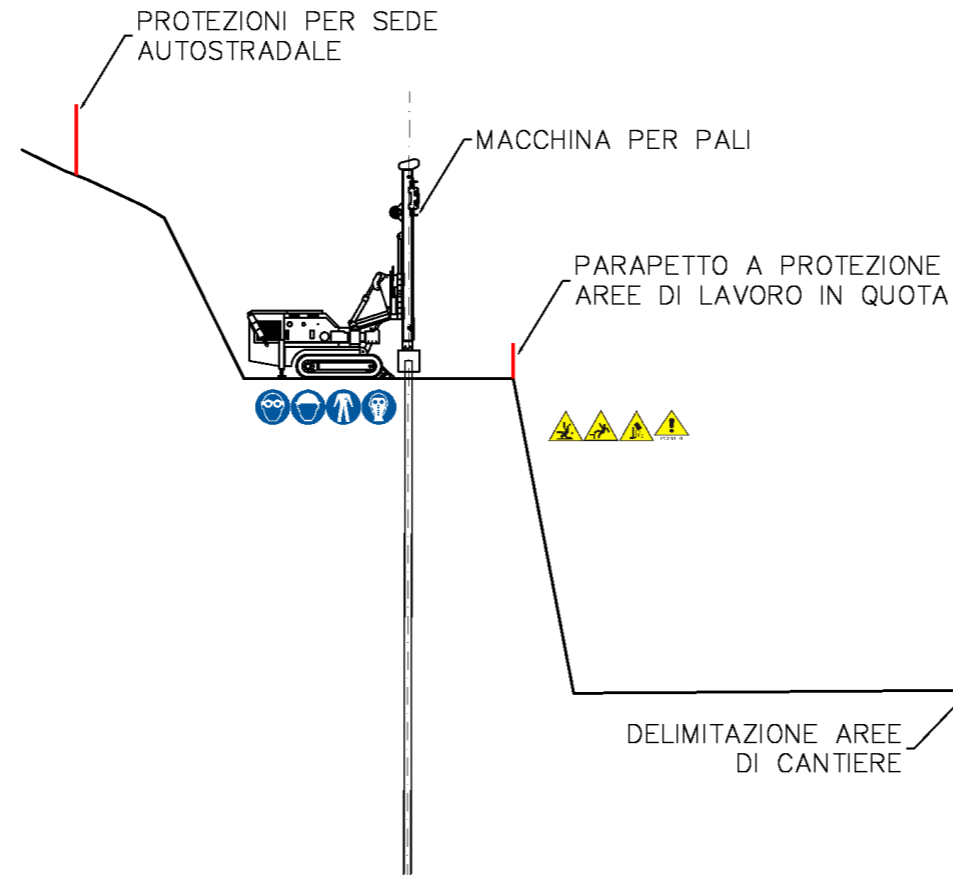 PROTEZIONI PER SEDE
AUTOSTRADALE
MACCHINA PER PALI
PARAPETTO A PROTEZIONE
AREE DI LAVORO IN QUOTA
DELIMITAZIONE AREE
DI CANTIERE